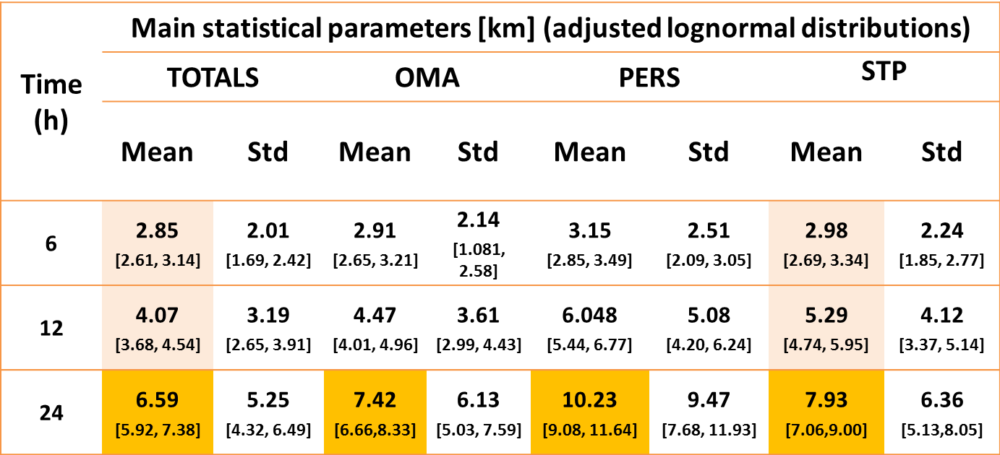 Main statistical parameters [km] (adjusted lognormal distributions)
Time
(h)
TOTALS OMA PERS STP
Mean Std Mean Std Mean Std Mean Std
6
2.85 2.01 2.91 2.14 3.15 2.51 2.98 2.24
[2.61, 3.14] [1.69, 2.42] [2.65, 3.21] [1.081, 
2.58] [2.85, 3.49] [2.09, 3.05] [2.69, 3.34] [1.85, 2.77]
12
4.07 3.19 4.47 3.61 6.048 5.08 5.29 4.12
[3.68, 4.54] [2.65, 3.91] [4.01, 4.96] [2.99, 4.43] [5.44, 6.77] [4.20, 6.24] [4.74, 5.95] [3.37, 5.14]
24
6.59 5.25 7.42 6.13 10.23 9.47 7.93 6.36
[5.92, 7.38] [4.32, 6.49] [6.66,8.33] [5.03, 7.59] [9.08, 11.64] [7.68, 11.93] [7.06,9.00] [5.13,8.05]